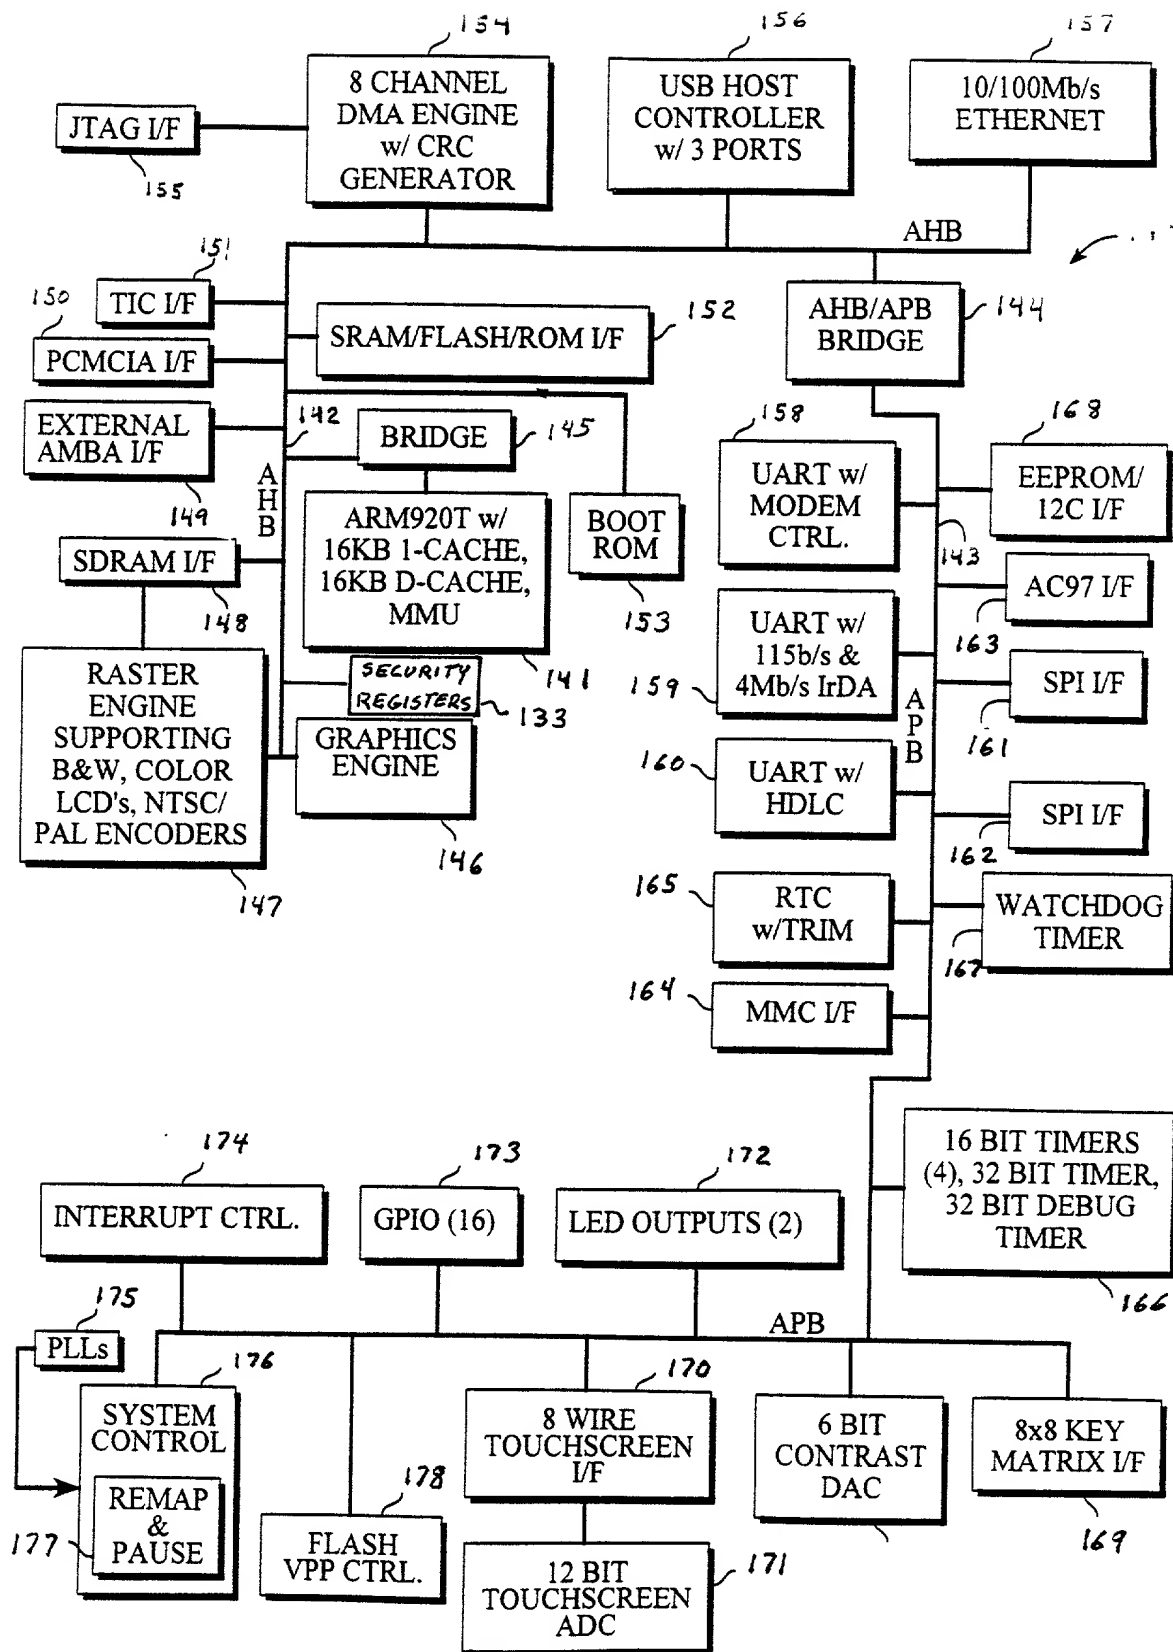 154
156
157
8 CHANNEL
DMA ENGINE
w/ CRC
GENERATOR
USB HOST
CONTROLLER
w/ 3 PORTS
10/100Mb/s
ETHERNET
JTAG I/F
155
AHB
151
TIC I/F
150
PCMCIA I/F
SRAM/FLASH/ROM I/F
152
AHB/APB
BRIDGE
144
EXTERNAL
AMBA I/F
149
142
BRIDGE
145
158
168
AHB
UART w/
MODEM
CTRL.
EEPROM/
12C I/F
143
ARM920T w/
16KB 1-CACHE,
16KB D-CACHE,
MMU
141
BOOT
ROM
153
SDRAM I/F
148
AC97 I/F
163
UART w/
115b/s &
4Mb/s IrDA
159
SECURITY
REGISTERS
133
SPI I/F
161
APB
RASTER
ENGINE
SUPPORTING
B&W, COLOR
LCD's, NTSC/
PAL ENCODERS
147
GRAPHICS
ENGINE
146
160
UART w/
HDLC
SPI I/F
162
165
RTC
w/TRIM
WATCHDOG
TIMER
167
164
MMC I/F
174
173
172
INTERRUPT CTRL.
GPIO (16)
LED OUTPUTS (2)
16 BIT TIMERS
(4), 32 BIT TIMER,
32 BIT DEBUG
TIMER
166
175
PLLs
APB
176
SYSTEM
CONTROL
REMAP
&
PAUSE
177
178
FLASH
VPP CTRL.
170
8 WIRE
TOUCHSCREEN
I/F
12 BIT
TOUCHSCREEN
ADC
171
6 BIT
CONTRAST
DAC
8x8 KEY
MATRIX I/F
169